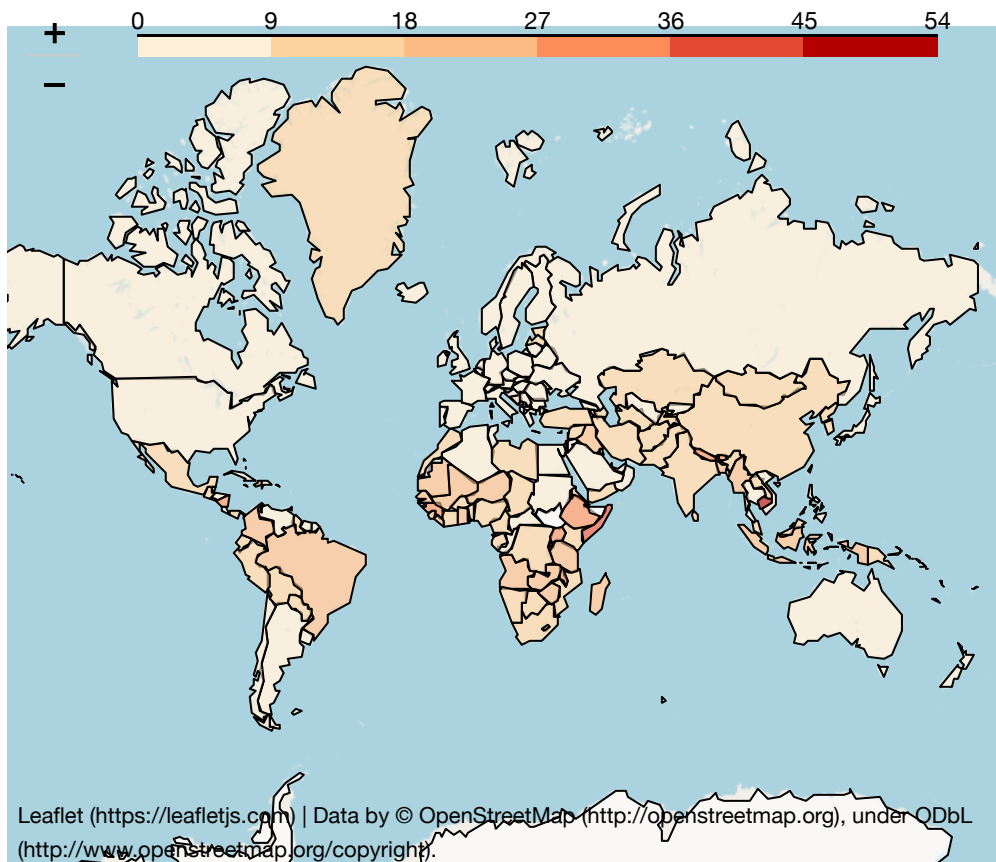 +
0 9 18 27 36 45 54
−
Leaflet (https://leafletjs.com) | Data by © OpenStreetMap (http://openstreetmap.org), under ODbL
(http://www.openstreetmap.org/copyright).